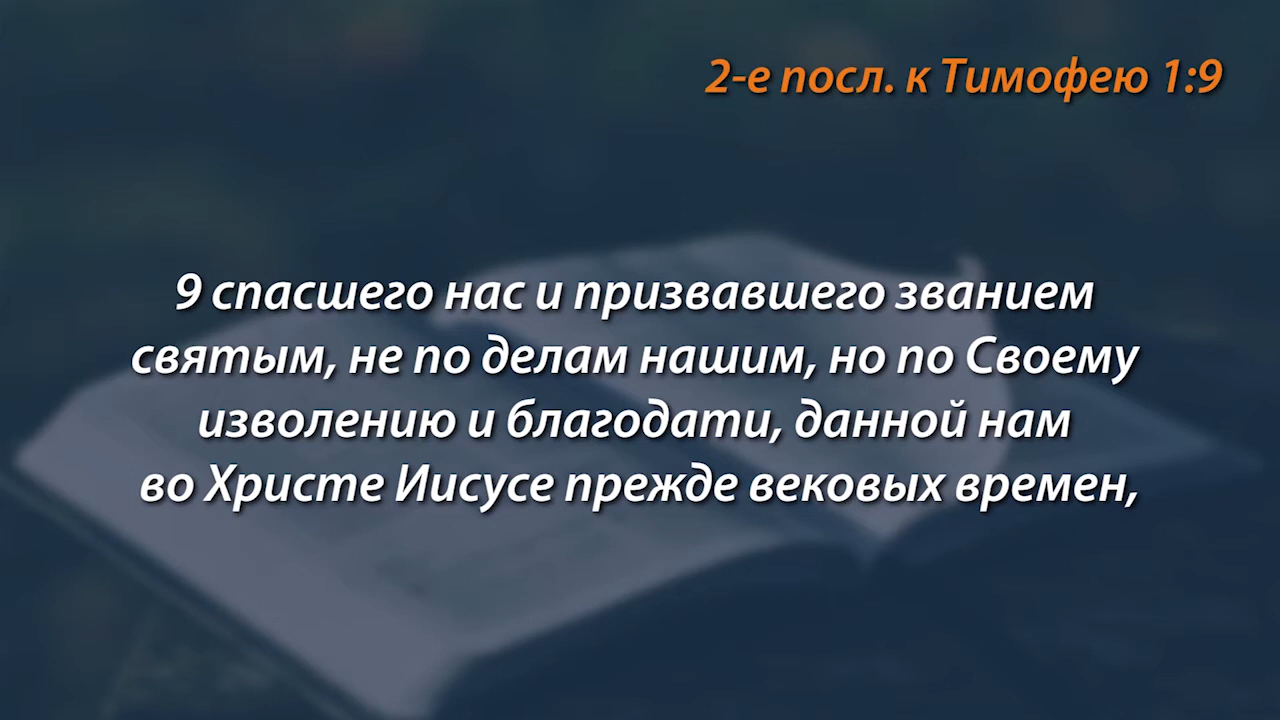 2-е посл. к Тимофею 1:9
9 спасшего нас и призвавшего званием
святым, не по делам нашим, но по Своему
изволению и благодати, данной нам
во Христе Иисусе прежде вековых времен,